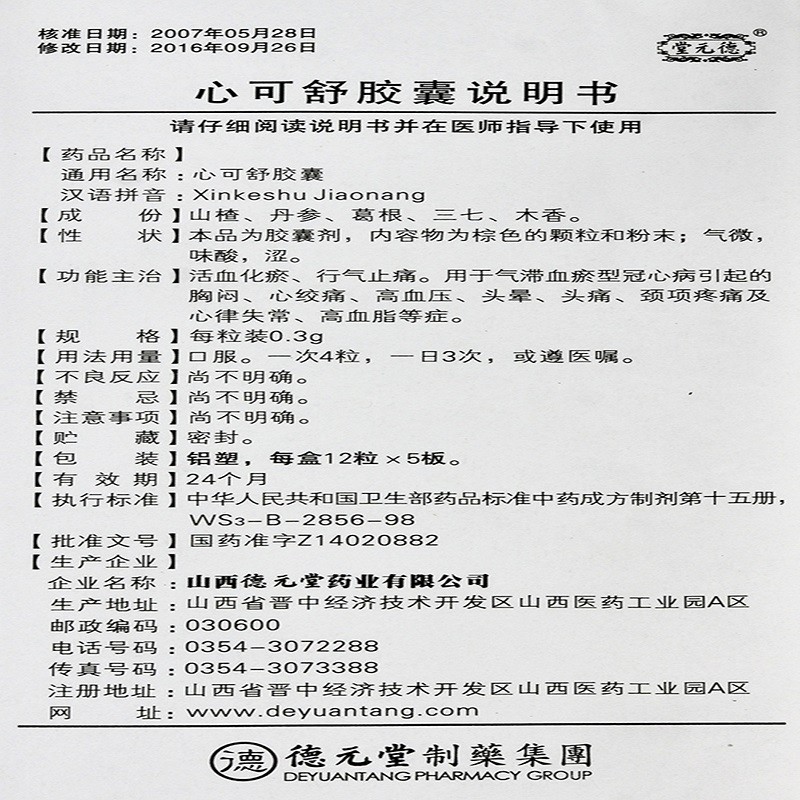 核准日期：2007年05月28日
修改日期：2016年09月26日
堂元德®
心可舒胶囊说明书
请仔细阅读说明书并在医师指导下使用
【药品名称】
通用名称：心可舒胶囊
汉语拼音：Xinkeshu Jiaonang
【成　　份】山楂、丹参、葛根、三七、木香。
【性　　状】本品为胶囊剂，内容物为棕色的颗粒和粉末；气微，
味酸，涩。
【功能主治】活血化瘀、行气止痛。用于气滞血瘀型冠心病引起的
胸闷、心绞痛、高血压、头晕、头痛、颈项疼痛及
心律失常、高血脂等症。
【规　　格】每粒装0.3g
【用法用量】口服。一次4粒，一日3次，或遵医嘱。
【不良反应】尚不明确。
【禁　　忌】尚不明确。
【注意事项】尚不明确。
【贮　　藏】密封。
【包　　装】铝塑，每盒12粒×5板。
【有 效 期】24个月
【执行标准】中华人民共和国卫生部药品标准中药成方制剂第十五册，
WS3-B-2856-98
【批准文号】国药准字Z14020882
【生产企业】
企业名称：山西德元堂药业有限公司
生产地址：山西省晋中经济技术开发区山西医药工业园A区
邮政编码：030600
电话号码：0354-3072288
传真号码：0354-3073388
注册地址：山西省晋中经济技术开发区山西医药工业园A区
网　　址：www.deyuantang.com
德 德元堂制藥集團
DEYUANTANG PHARMACY GROUP